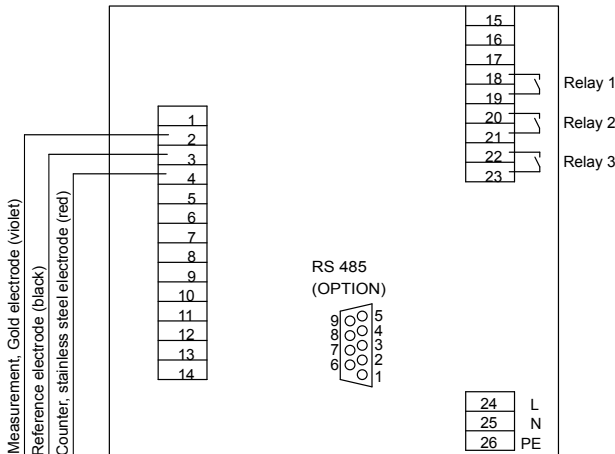 Measurement, Gold electrode (violet)
Reference electrode (black)
Counter, stainless steel electrode (red)
1
2
3
4
5
6
7
8
9
10
11
12
13
14
15
16
17
18
19
20
21
22
23
Relay 1
Relay 2
Relay 3
RS 485
(OPTION)
9
8
7
6
5
4
3
2
1
24 L
25 N
26 PE